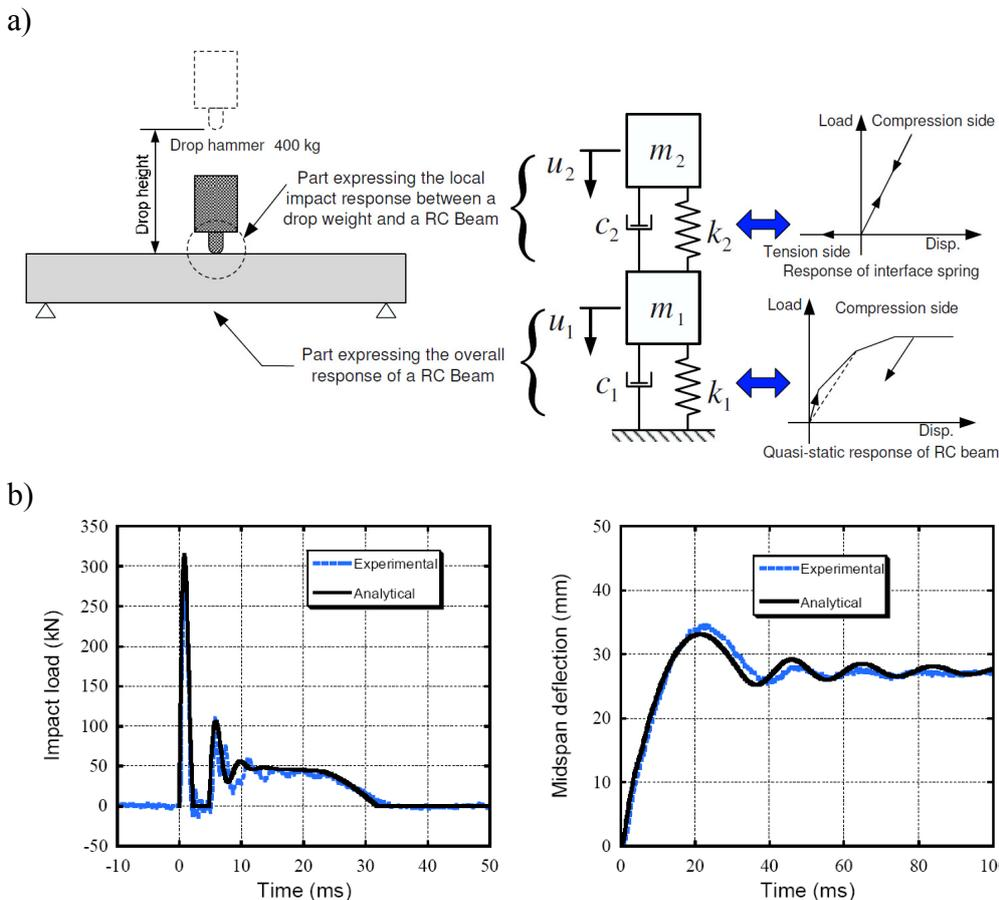 a)
Drop height
Drop hammer 400 kg
Part expressing the local
impact response between a
drop weight and a RC Beam
Part expressing the overall
response of a RC Beam
u2
m2
c2
k2
u1
m1
c1
k1
Load
Compression side
Tension side
Disp.
Response of interface spring
Load
Compression side
Disp.
Quasi-static response of RC beam
b)
Impact load (kN)
350
300
250
200
150
100
50
0
-50
-10
0
10
20
30
40
50
Time (ms)
Experimental
Analytical
Midspan deflection (mm)
50
40
30
20
10
0
0
20
40
60
80
10
Time (ms)
Experimental
Analytical